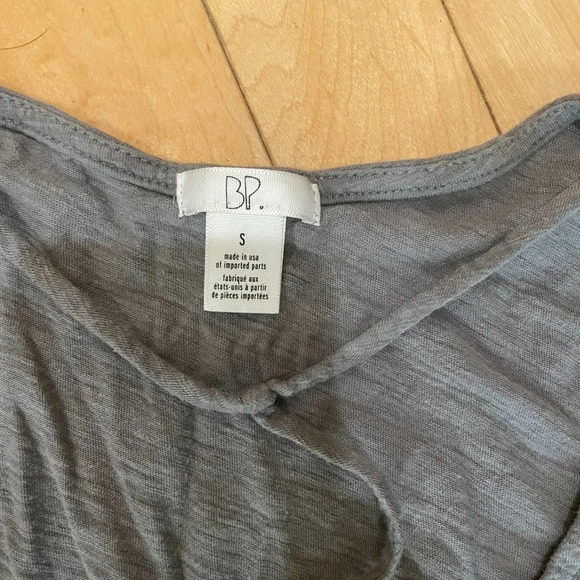 BP.
S
made in usa
of imported parts
fabriqué aux
états-unis à partir
de pièces importées